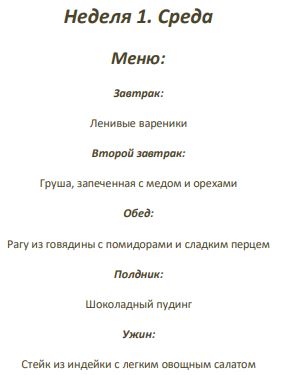 Неделя 1. Среда
Меню:
Завтрак:
Ленивые вареники
Второй завтрак:
Груша, запеченная с медом и орехами
Обед:
Рагу из говядины с помидорами и сладким перцем
Полдник:
Шоколадный пудинг
Ужин:
Стейк из индейки с легким овощным салатом